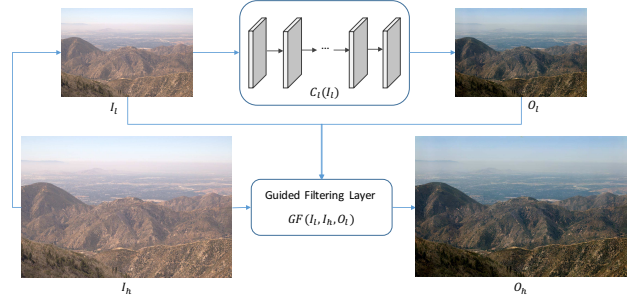 ...
C_l(I_l)
I_l
O_l
Guided Filtering Layer
GF(I_l, I_h, O_l)
I_h
O_h